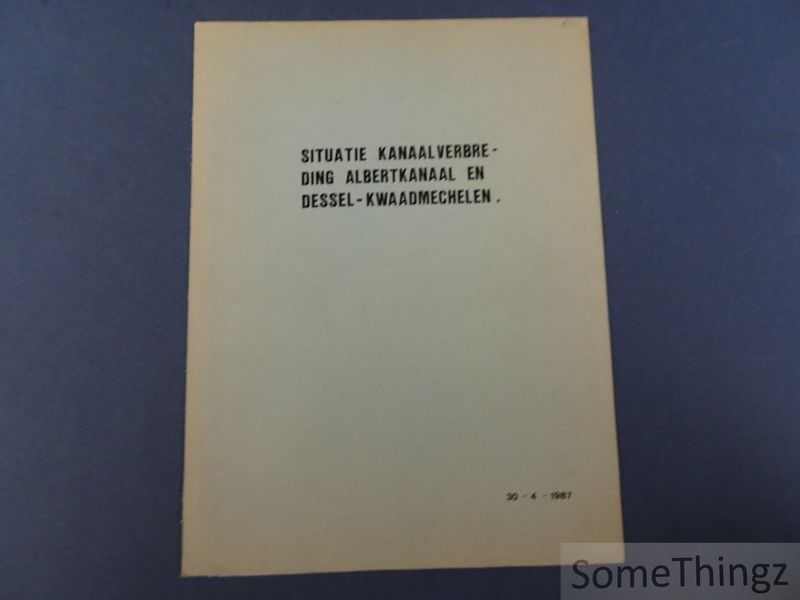 SITUATIE KANAALVERBRE-
DING ALBERTKANAAL EN
DESSEL-KWAADMECHELEN.
30 - 4 - 1987
SomeThingz